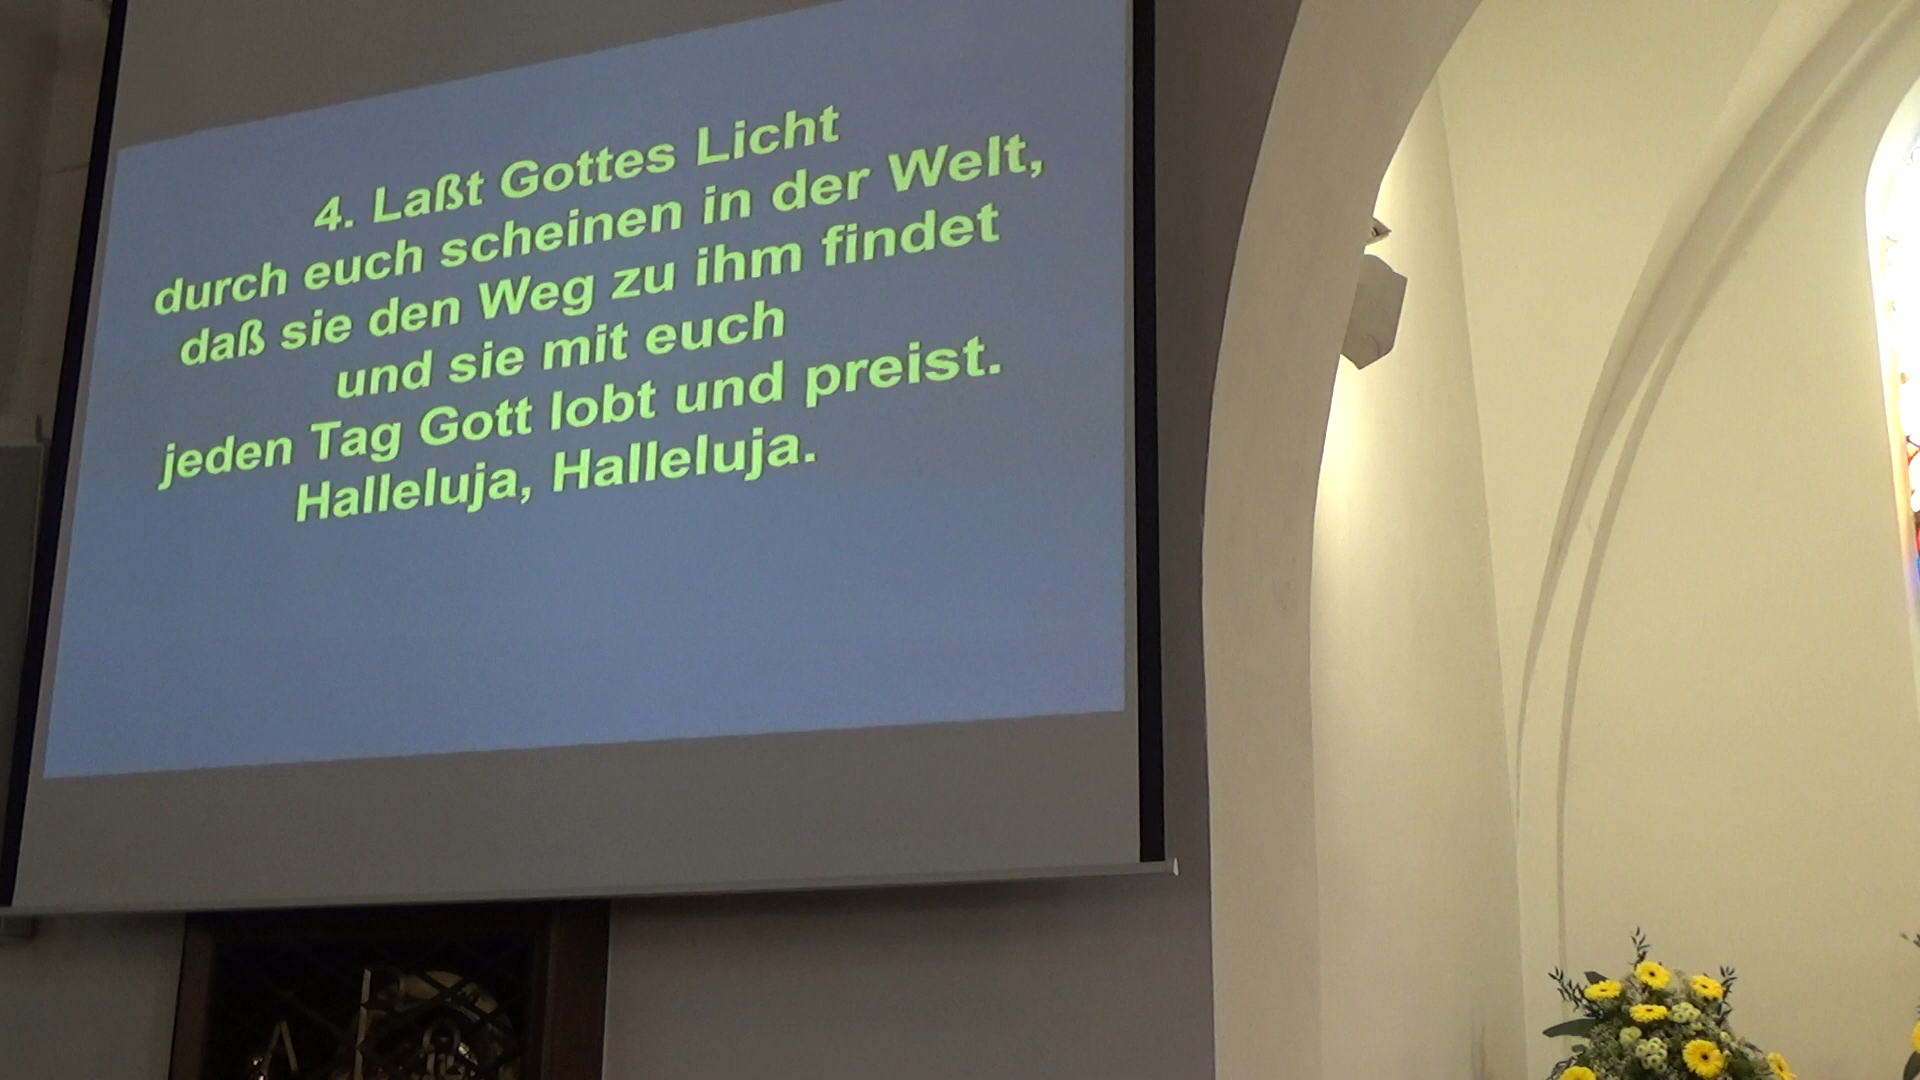 4. Laßt Gottes Licht
durch euch scheinen in der Welt,
daß sie den Weg zu ihm findet
und sie mit euch
jeden Tag Gott lobt und preist.
Halleluja, Halleluja.